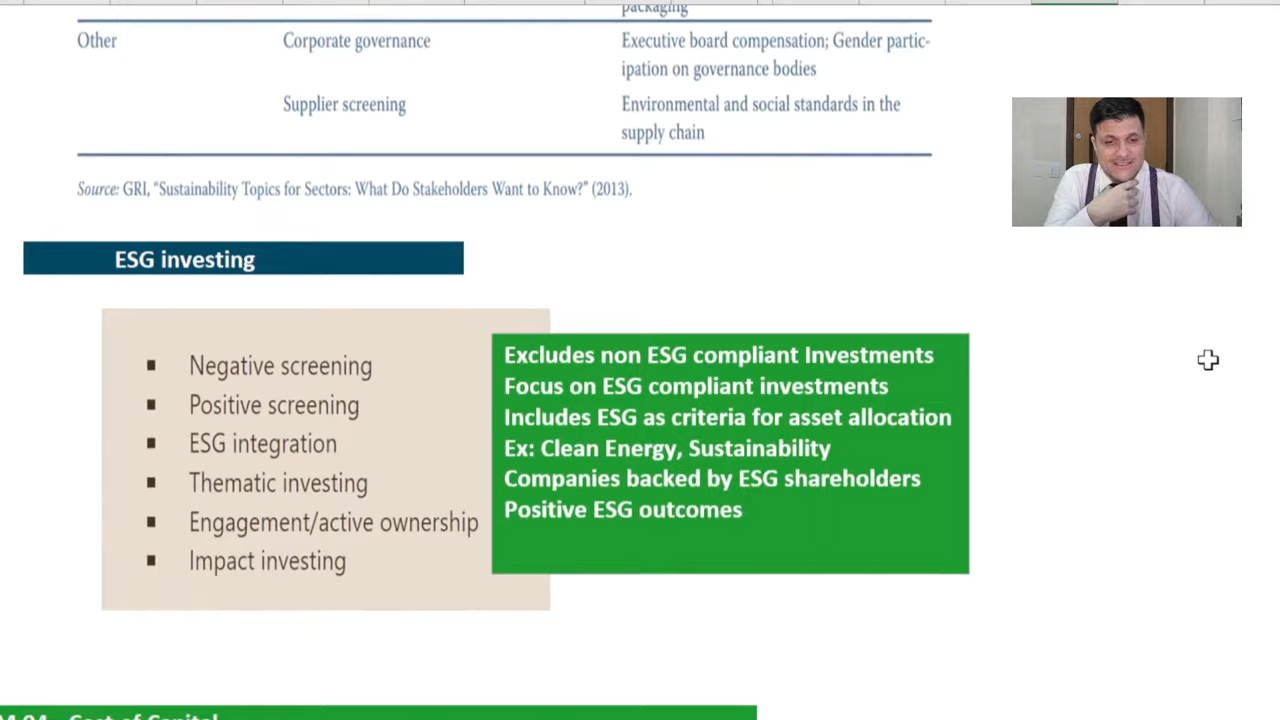 packaging
Other Corporate governance Executive board compensation; Gender partic-
ipation on governance bodies
Supplier screening Environmental and social standards in the
supply chain
Source: GRI, “Sustainability Topics for Sectors: What Do Stakeholders Want to Know?” (2013).
ESG investing
Negative screening
Positive screening
ESG integration
Thematic investing
Engagement/active ownership
Impact investing
Excludes non ESG compliant Investments
Focus on ESG compliant investments
Includes ESG as criteria for asset allocation
Ex: Clean Energy, Sustainability
Companies backed by ESG shareholders
Positive ESG outcomes
Cost of Capital